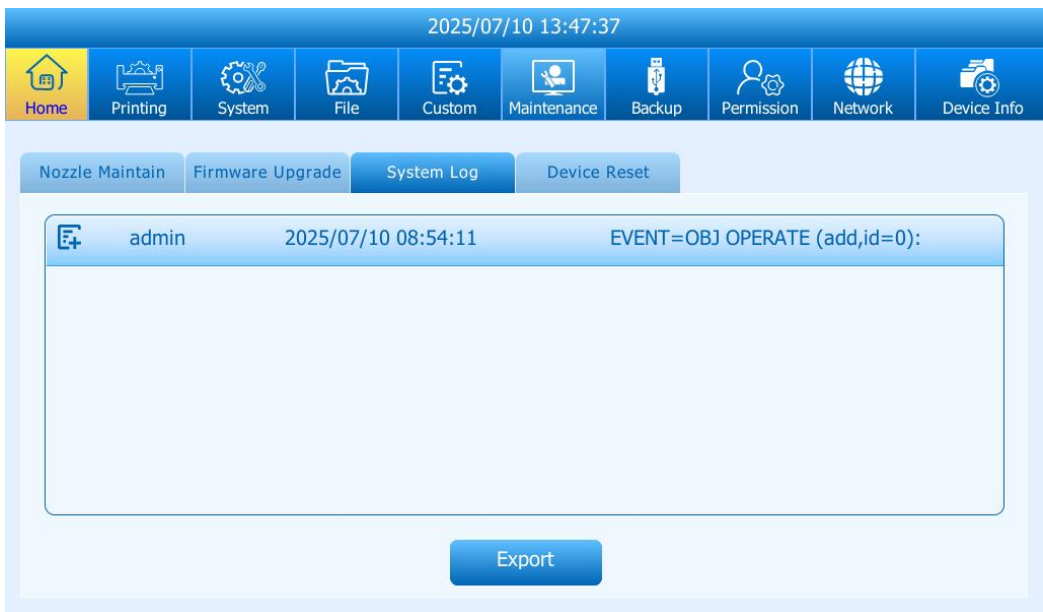 2025/07/10 13:47:37
Home Printing System File Custom Maintenance Backup Permission Network Device Info
Nozzle Maintain Firmware Upgrade System Log Device Reset
admin 2025/07/10 08:54:11 EVENT=OBJ OPERATE (add,id=0):
Export